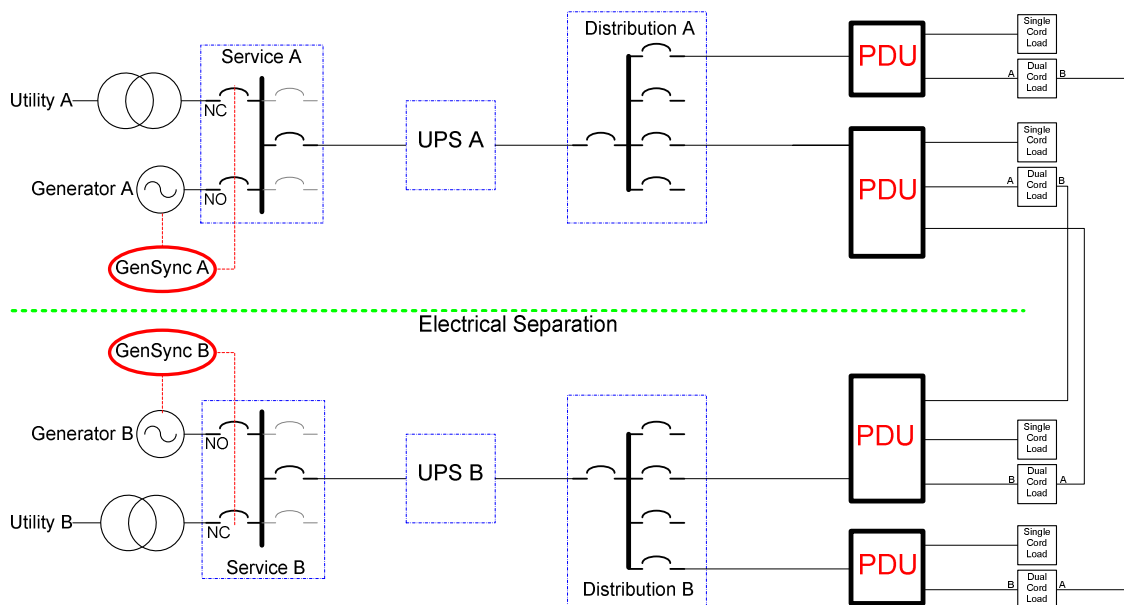 Distribution A
Service A
PDU
Single
Cord
Load
A
Dual
Cord
Load
B
Utility A
NC
UPS A
Single
Cord
Load
Generator A
NO
PDU
A
Dual
Cord
Load
B
GenSync A
Electrical Separation
GenSync B
Generator B
NO
PDU
Single
Cord
Load
UPS B
B
Dual
Cord
Load
A
Utility B
NC
Service B
Distribution B
PDU
Single
Cord
Load
B
Dual
Cord
Load
A